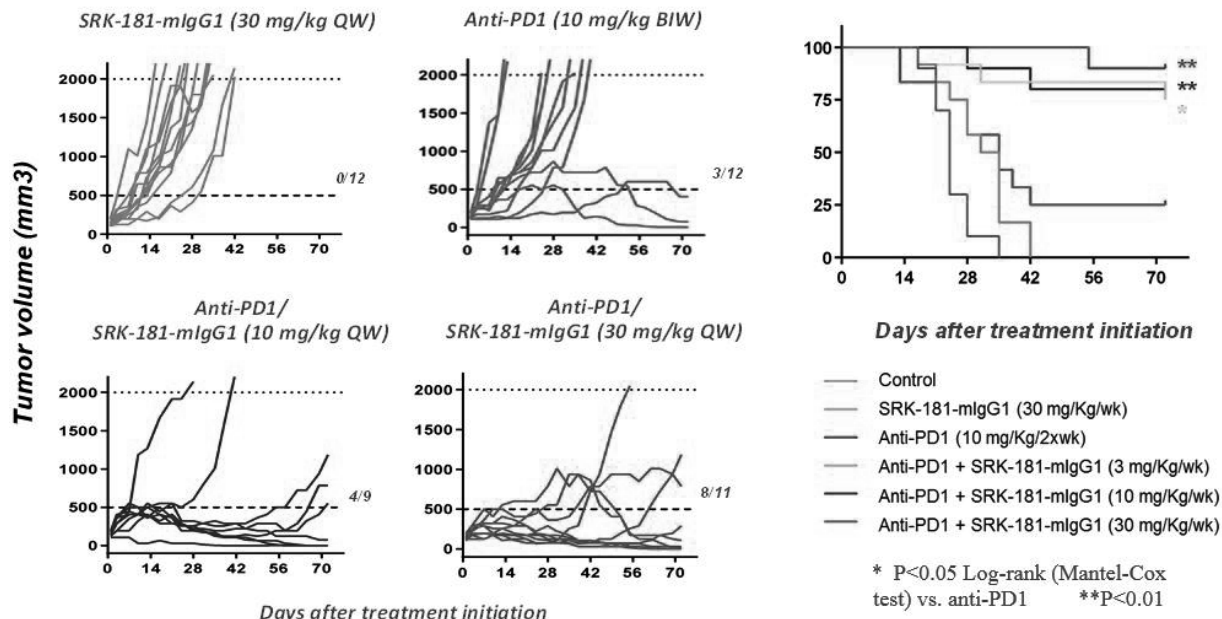 SRK-181-mIgG1 (30 mg/kg QW)
Anti-PD1 (10 mg/kg BIW)
Tumor volume (mm3)
2000
1500
1000
500
0
0/12
0 14 28 42 56 70
2000
1500
1000
500
0
3/12
0 14 28 42 56 70
Anti-PD1/
SRK-181-mIgG1 (10 mg/kg QW)
Anti-PD1/
SRK-181-mIgG1 (30 mg/kg QW)
2000
1500
1000
500
0
4/9
0 14 28 42 56 70
2000
1500
1000
500
0
8/11
0 14 28 42 56 70
Days after treatment initiation
100
75
50
25
0
**
**
*
0 14 28 42 56 70
Days after treatment initiation
Control
SRK-181-mIgG1 (30 mg/Kg/wk)
Anti-PD1 (10 mg/Kg/2xwk)
Anti-PD1 + SRK-181-mIgG1 (3 mg/Kg/wk)
Anti-PD1 + SRK-181-mIgG1 (10 mg/Kg/wk)
Anti-PD1 + SRK-181-mIgG1 (30 mg/Kg/wk)
* P<0.05 Log-rank (Mantel-Cox
test) vs. anti-PD1 **P<0.01